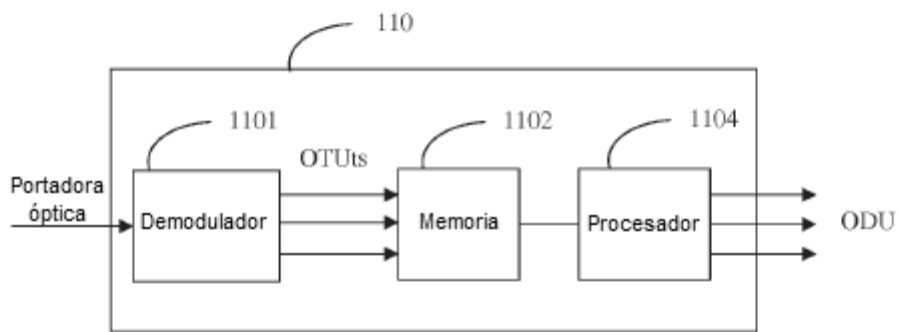 110
1101
1102
1104
OTUts
Portadora
óptica
Demodulador
Memoria
Procesador
ODU